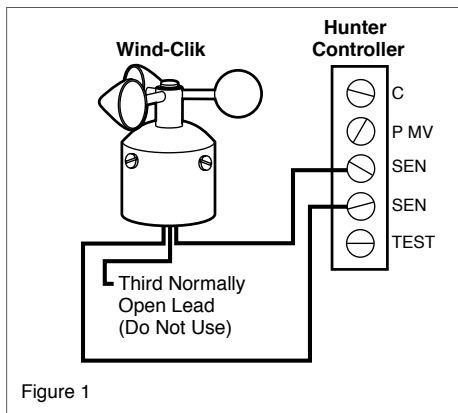 Wind-Clik
Hunter
Controller
C
P MV
SEN
SEN
TEST
Third Normally
Open Lead
(Do Not Use)
Figure 1